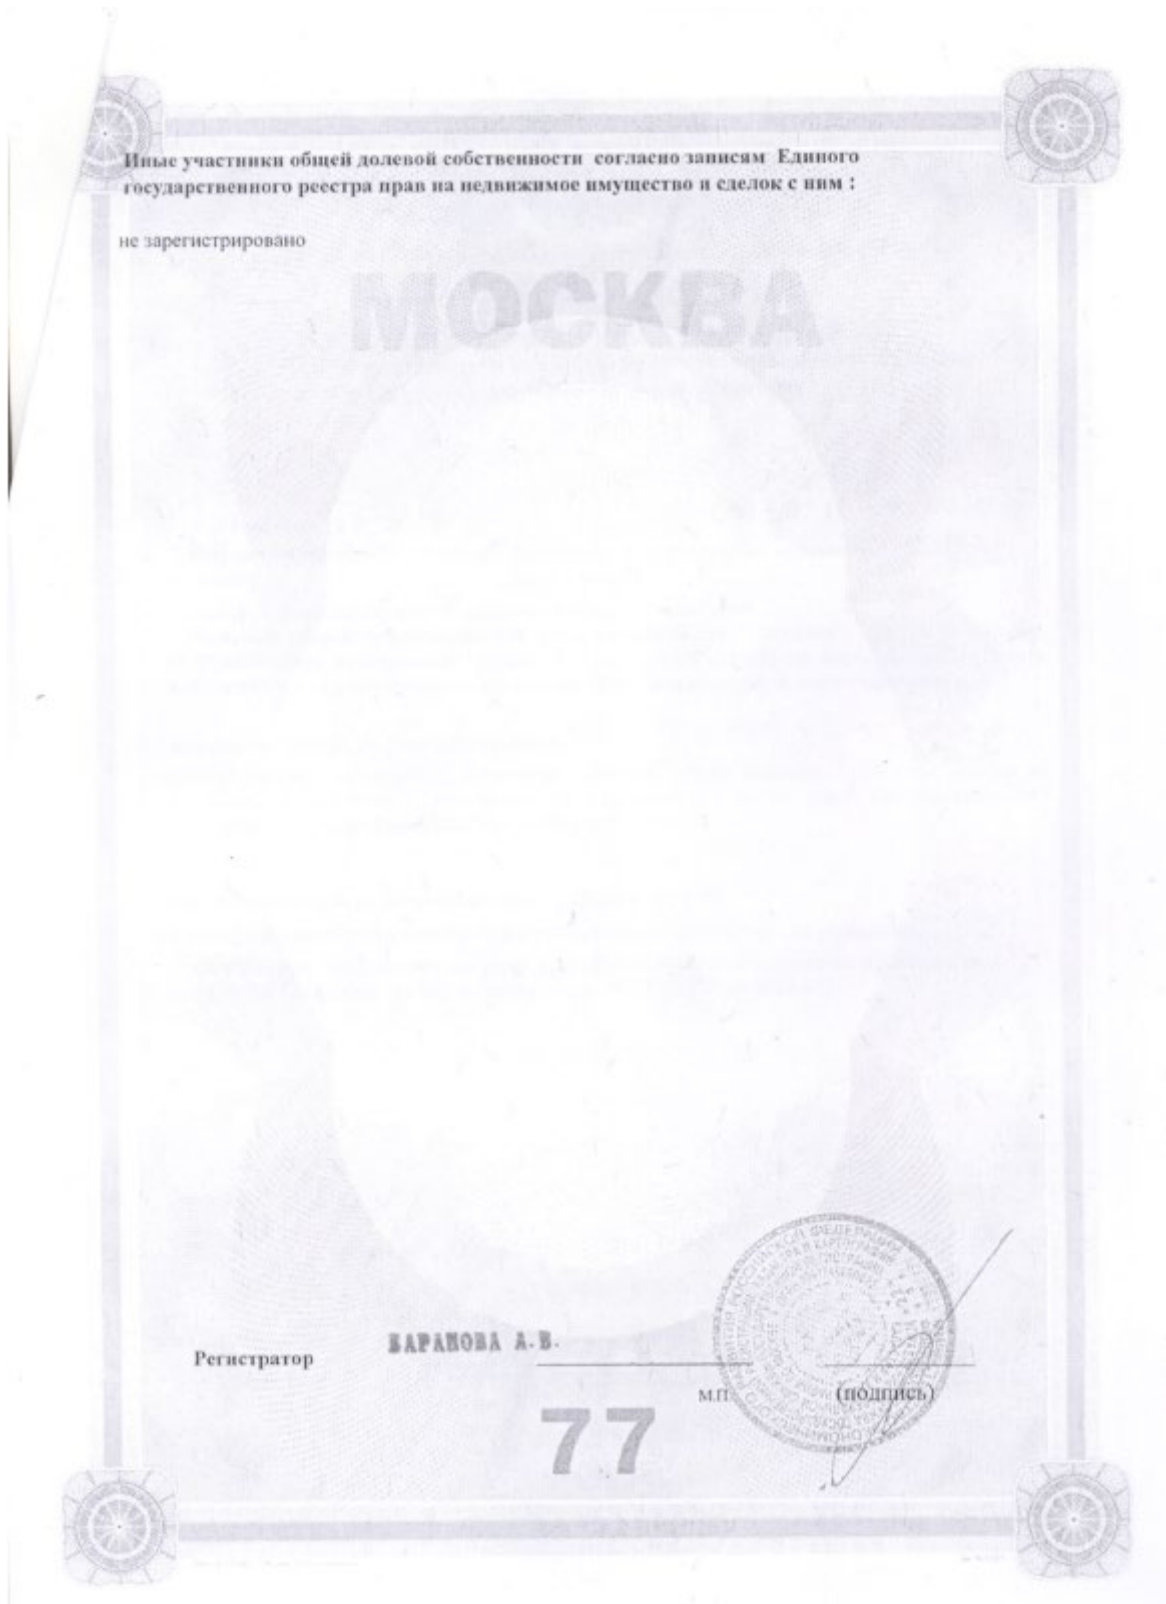 Иные участники общей долевой собственности согласно записям Единого
государственного реестра прав на недвижимое имущество и сделок с ним :
не зарегистрировано
МОСКВА
БАРАНОВА А.В.
Регистратор
М.П.
(подпись)
77